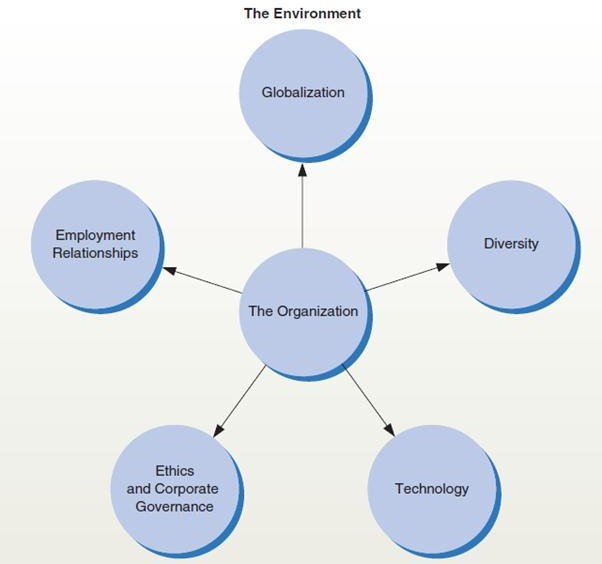 The Environment
Globalization
Employment
Relationships
Diversity
The Organization
Ethics
and Corporate
Governance
Technology